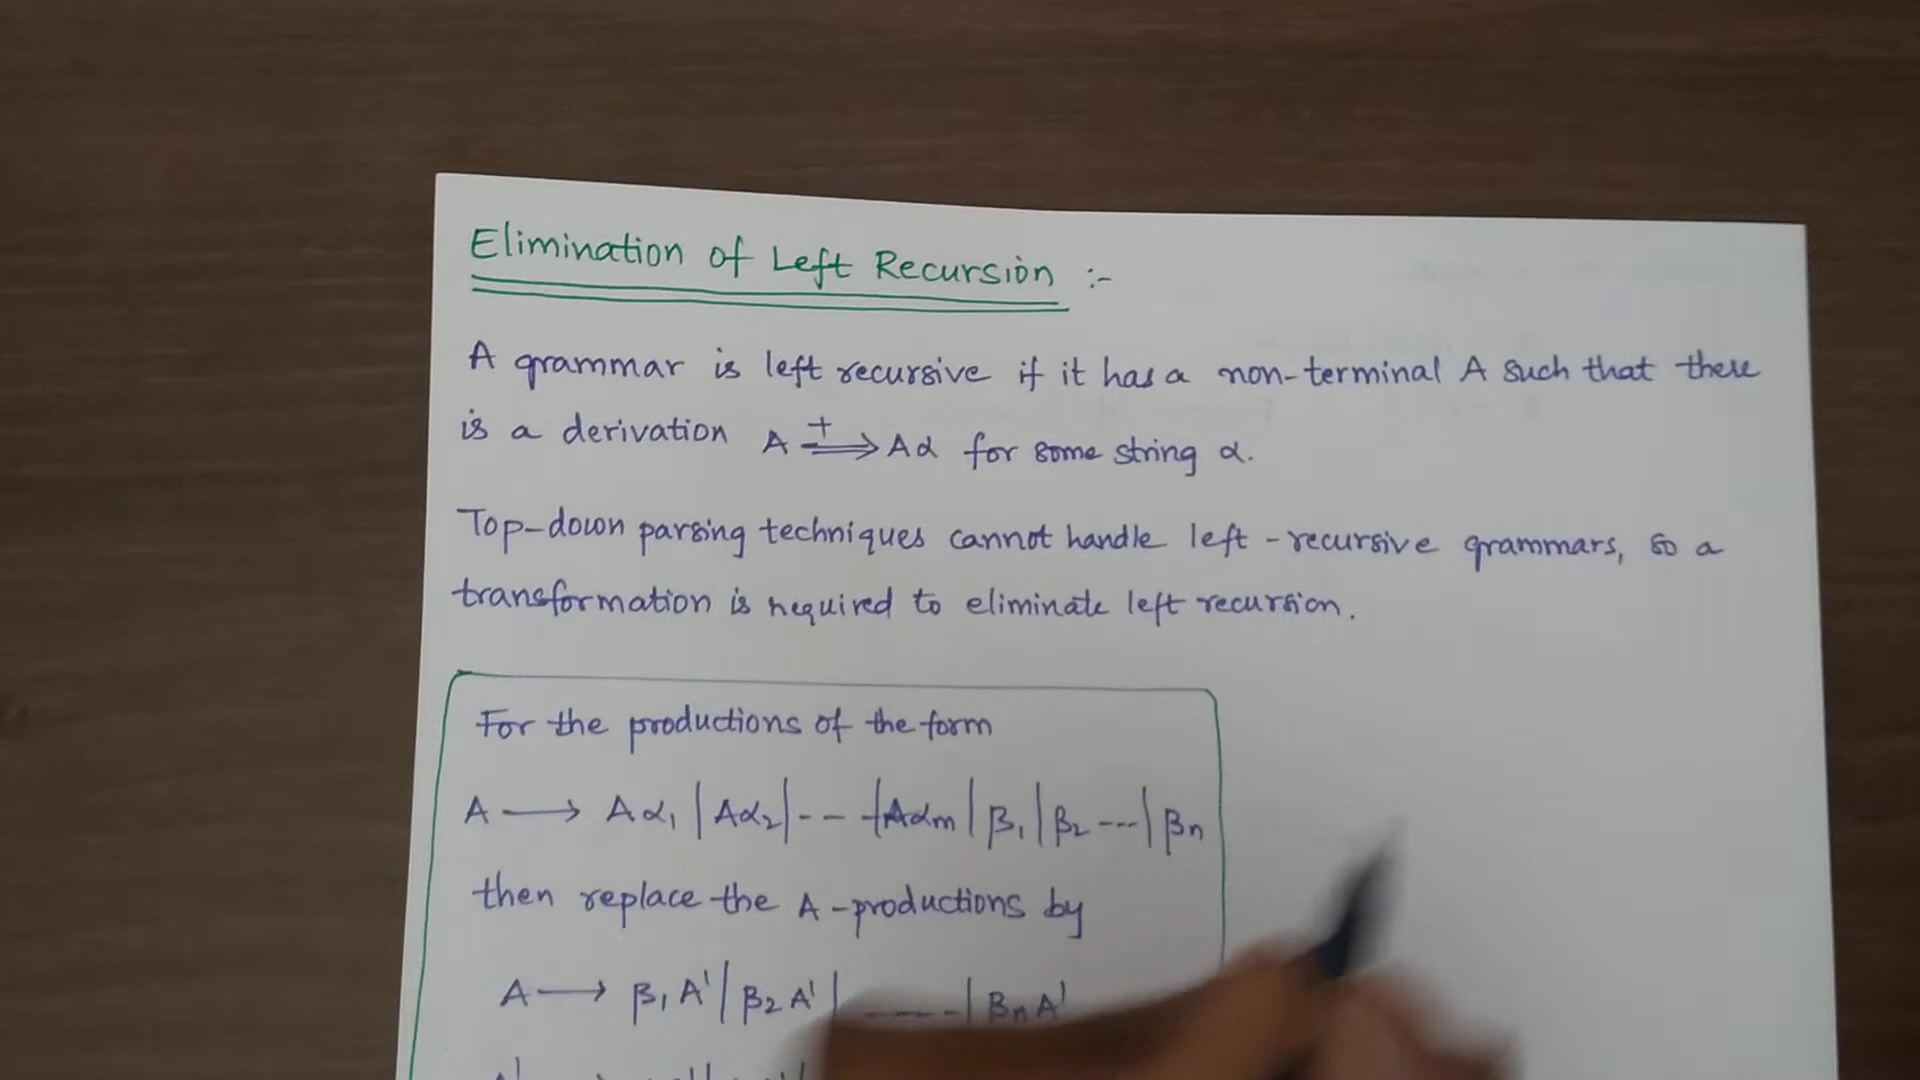 Elimination of Left Recursion :-
A grammar is left recursive if it has a non-terminal A such that there
is a derivation A ⇒⁺ Aα for some string α.
Top-down parsing techniques cannot handle left-recursive grammars, so a
transformation is required to eliminate left recursion.
For the productions of the form
A ⟶ Aα₁ | Aα₂ | --- | Aαm | β₁ | β₂ --- | βn
then replace the A-productions by
A ⟶ β₁A' | β₂A' | ------ | βnA'